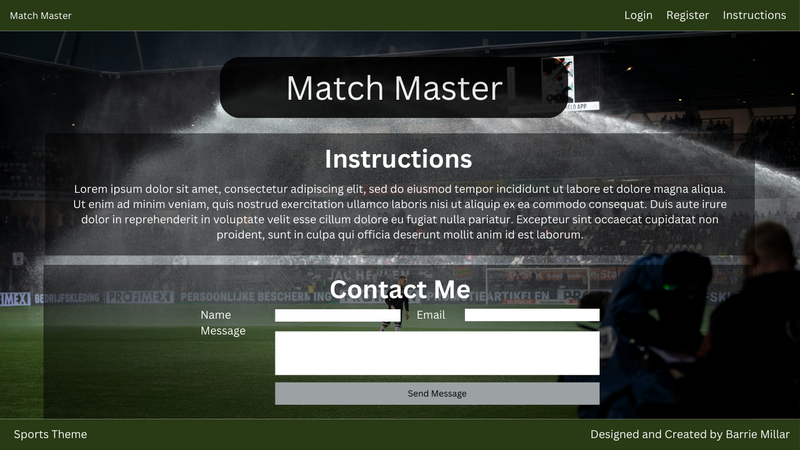 Match Master
Login Register Instructions
Match Master
Instructions
Lorem ipsum dolor sit amet, consectetur adipiscing elit, sed do eiusmod tempor incididunt ut labore et dolore magna aliqua.
Ut enim ad minim veniam, quis nostrud exercitation ullamco laboris nisi ut aliquip ex ea commodo consequat. Duis aute irure
dolor in reprehenderit in voluptate velit esse cillum dolore eu fugiat nulla pariatur. Excepteur sint occaecat cupidatat non
proident, sunt in culpa qui officia deserunt mollit anim id est laborum.
BEDRIJFSKLEDING PROFIMEX PERSOONLIJKE
Contact Me
Name Email
Message
Send Message
Sports Theme
Designed and Created by Barrie Millar